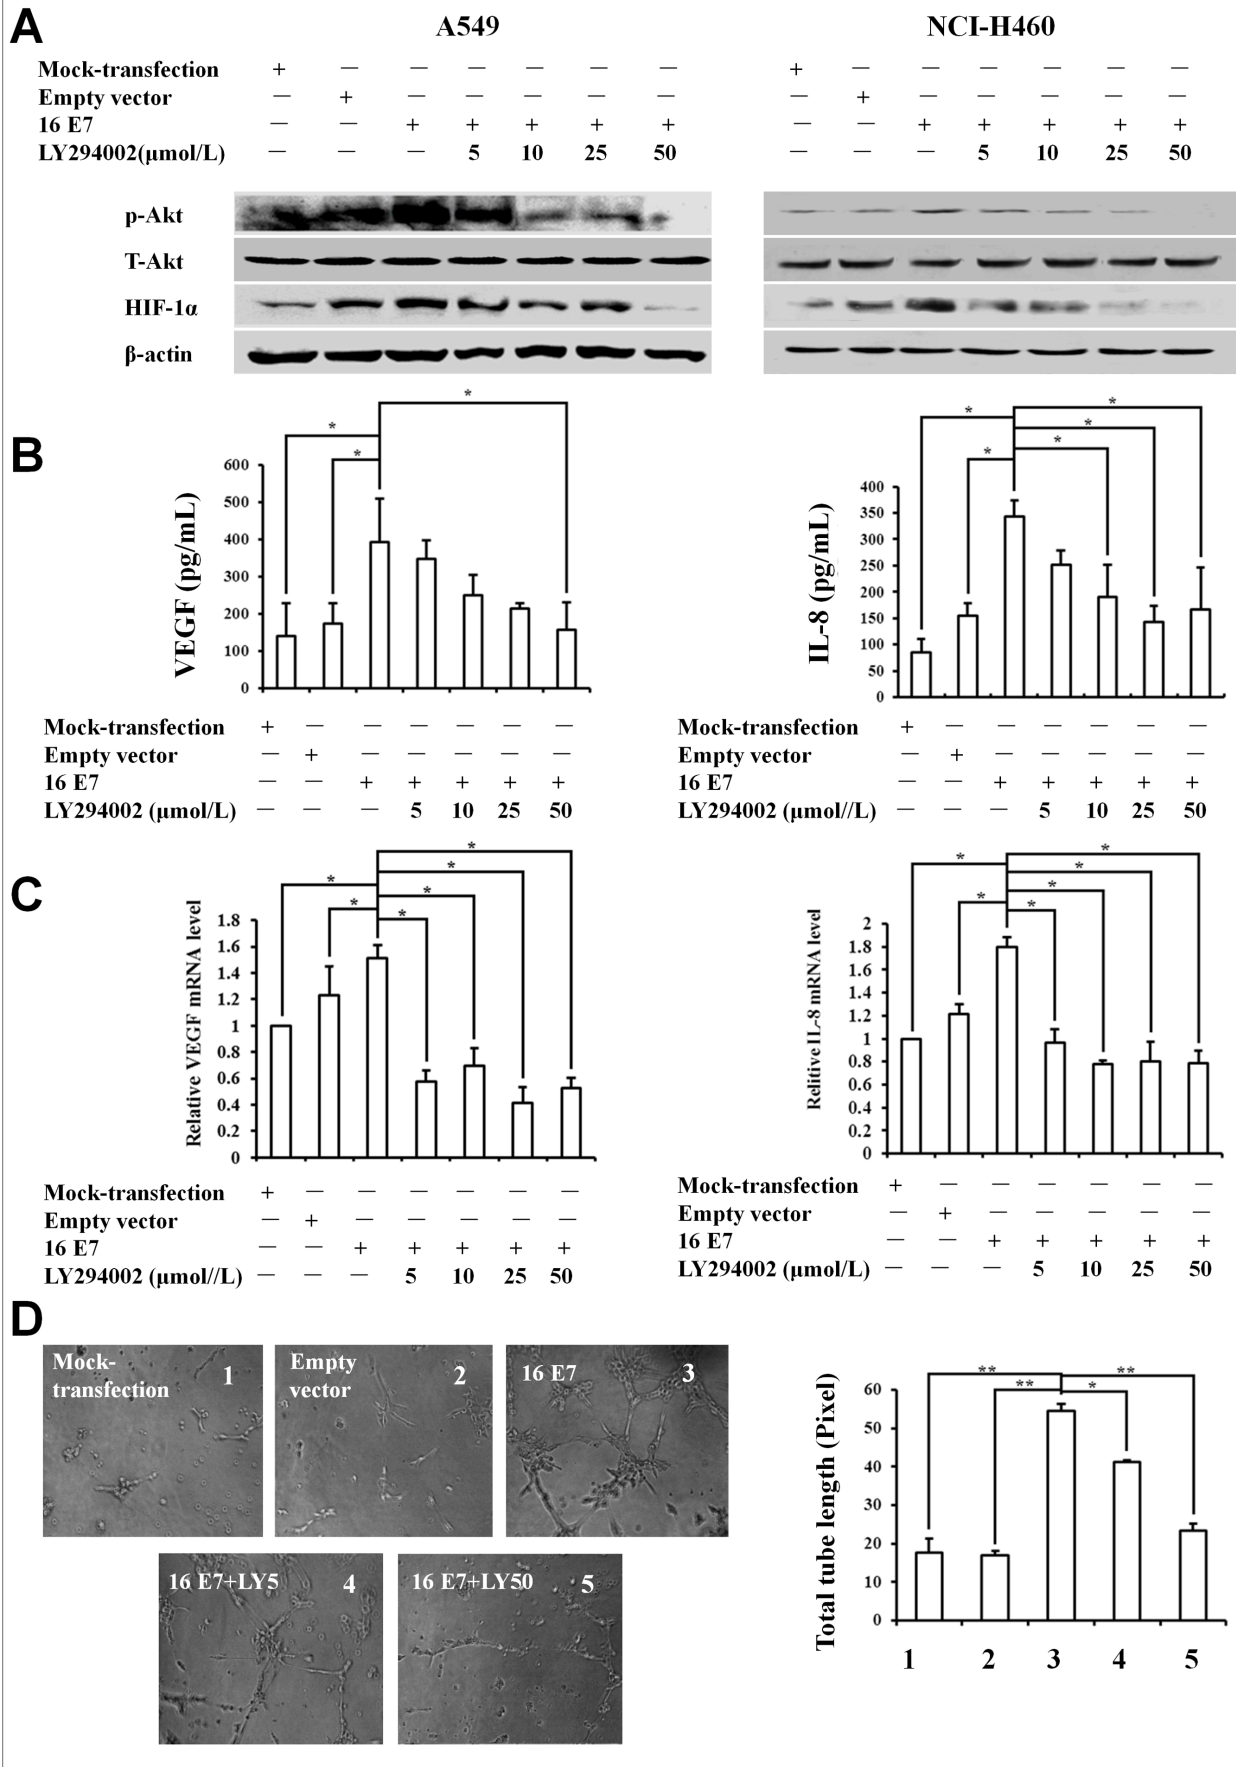 A
A549 NCI-H460
Mock-transfection + — — — — — — + — — — — — —
Empty vector — + — — — — — — + — — — — —
16 E7 — — + + + + + — — + + + + +
LY294002(μmol/L) — — — 5 10 25 50 — — — 5 10 25 50
p-Akt
T-Akt
HIF-1α
β-actin
B
* * *
VEGF (pg/mL)
600
500
400
300
200
100
0
Mock-transfection + — — — — — —
Empty vector — + — — — — —
16 E7 — — + + + + +
LY294002 (μmol/L) — — — 5 10 25 50
* * * * *
IL-8 (pg/mL)
400
350
300
250
200
150
100
50
0
Mock-transfection + — — — — — —
Empty vector — + — — — — —
16 E7 — — + + + + +
LY294002 (μmol//L) — — — 5 10 25 50
C
* * * * * *
Relative VEGF mRNA level
1.8
1.6
1.4
1.2
1
0.8
0.6
0.4
0.2
0
Mock-transfection + — — — — — —
Empty vector — + — — — — —
16 E7 — — + + + + +
LY294002 (μmol//L) — — — 5 10 25 50
* * * * * *
Relitive IL-8 mRNA level
2
1.8
1.6
1.4
1.2
1
0.8
0.6
0.4
0.2
0
Mock-transfection + — — — — — —
Empty vector — + — — — — —
16 E7 — — + + + + +
LY294002 (μmol/L) — — — 5 10 25 50
D
Mock-
transfection 1
Empty
vector 2
16 E7 3
16 E7+LY5 4
16 E7+LY50 5
** ** ** *
Total tube length (Pixel)
60
50
40
30
20
10
0
1 2 3 4 5